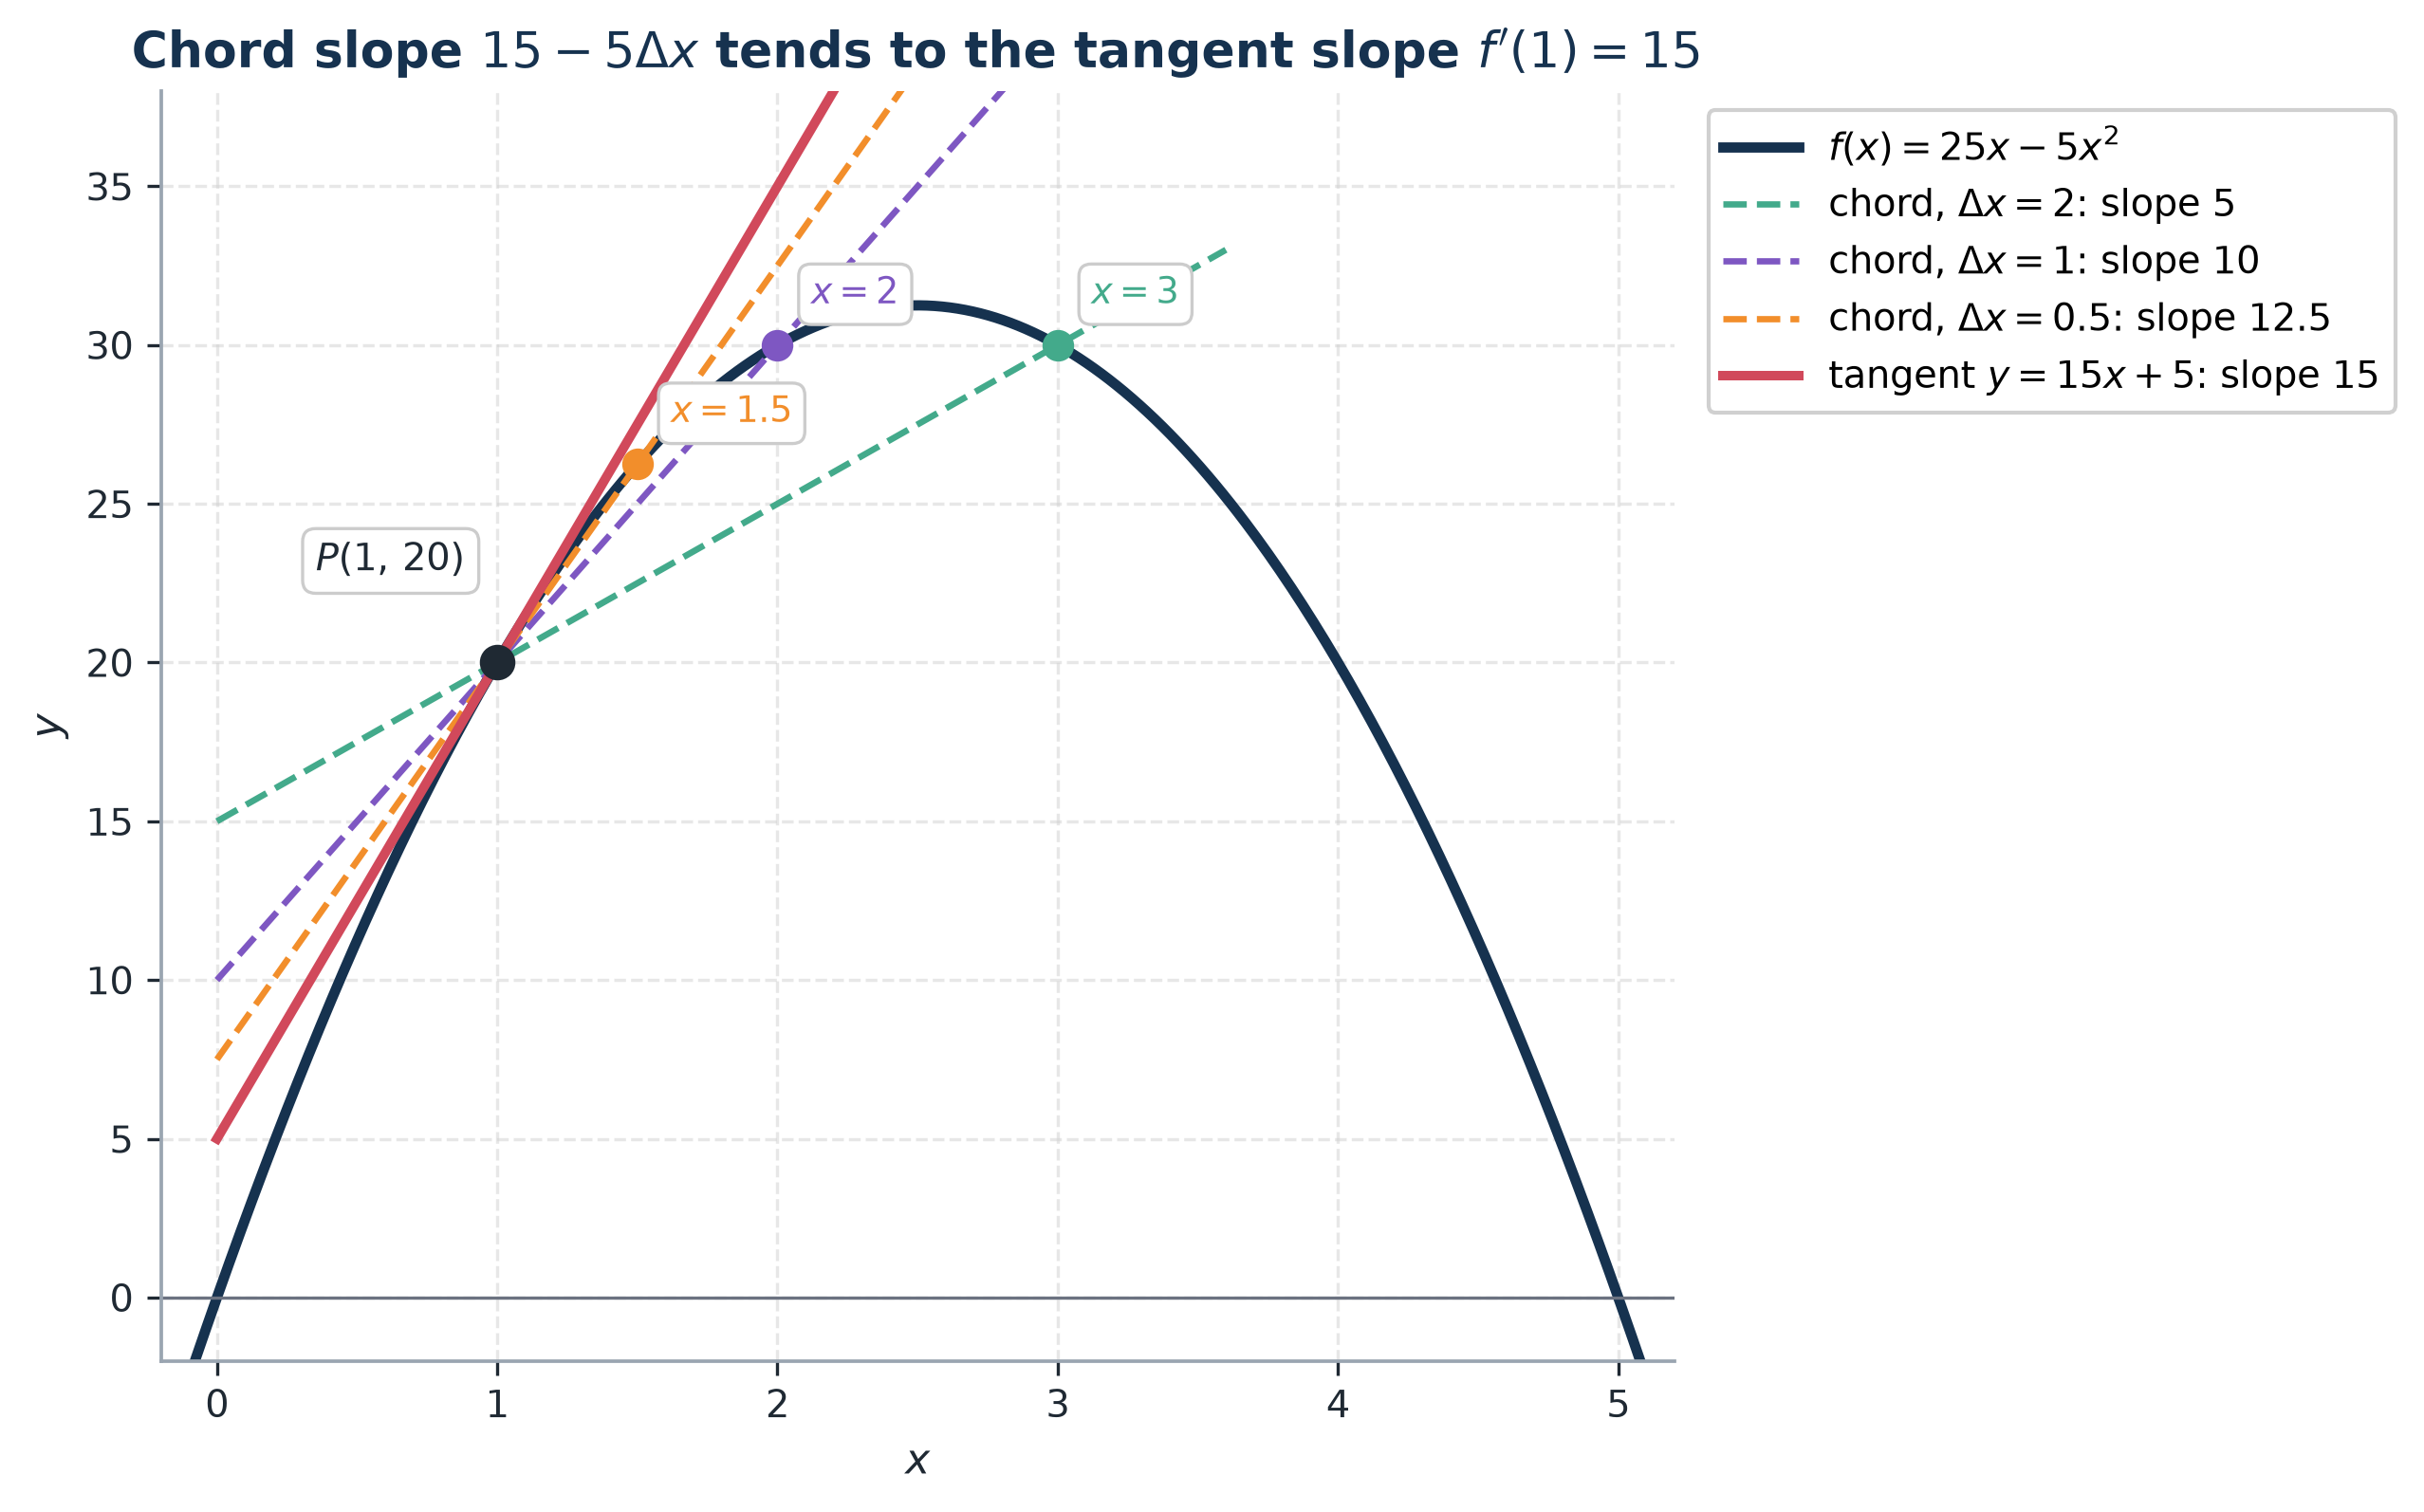 Chord slope 15 − 5Δx tends to the tangent slope f′(1) = 15
f(x) = 25x − 5x²
chord, Δx = 2: slope 5
chord, Δx = 1: slope 10
chord, Δx = 0.5: slope 12.5
tangent y = 15x + 5: slope 15
35
30
25
20
15
10
5
0
y
x = 2
x = 3
x = 1.5
P(1, 20)
0 1 2 3 4 5
x